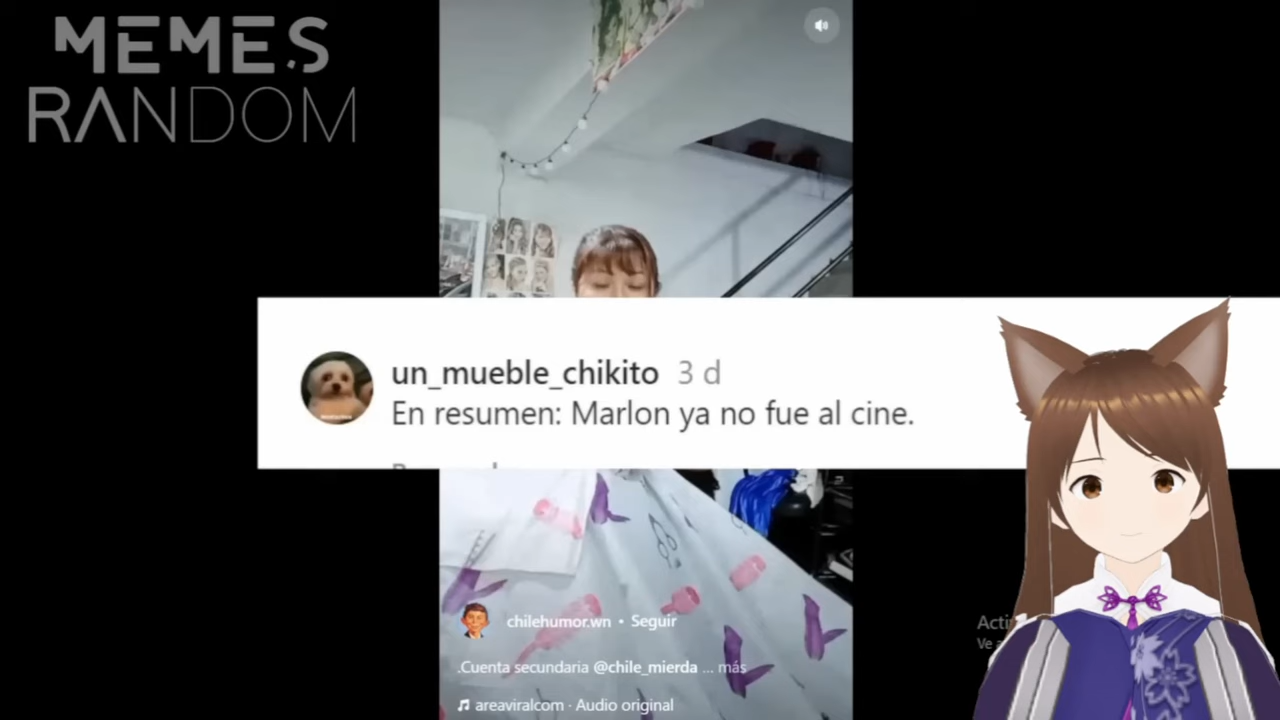 MEMES
RANDOM
un_mueble_chikito 3 d
En resumen: Marlon ya no fue al cine.
chilehumor.wn • Seguir
.Cuenta secundaria @chile_mierda ... más
areaviralcom · Audio original